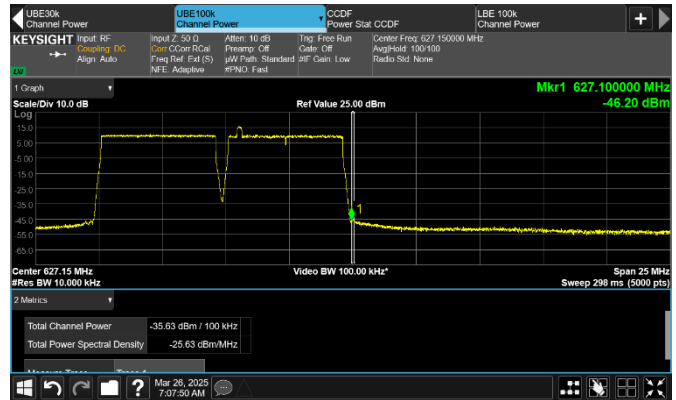 UBE30k
Channel Power
UBE100k
Channel Power
CCDF
Power Stat CCDF
LBE 100k
Channel Power
+
KEYSIGHT
Input: RF
Coupling: DC
Align: Auto
LXI
Input Z: 50 Ω
Corr CCorr RCal
Freq Ref: Ext (S)
NFE: Adaptive
Atten: 10 dB
Preamp: Off
µW Path: Standard
#PNO: Fast
Trig: Free Run
Gate: Off
#IF Gain: Low
Center Freq: 627.150000 MHz
Avg|Hold: 100/100
Radio Std: None
1 Graph
Scale/Div 10.0 dB
Ref Value 25.00 dBm
Mkr1 627.100000 MHz
-46.20 dBm
Log
15.0
5.00
-5.00
-15.0
-25.0
-35.0
-45.0
-55.0
-65.0
1
Center 627.15 MHz
#Res BW 10.000 kHz
Video BW 100.00 kHz*
Span 25 MHz
Sweep 298 ms (5000 pts)
2 Metrics
Total Channel Power -35.63 dBm / 100 kHz
Total Power Spectral Density -25.63 dBm/MHz
Measure Trace Trace 1
?
Mar 26, 2025
7:07:50 AM